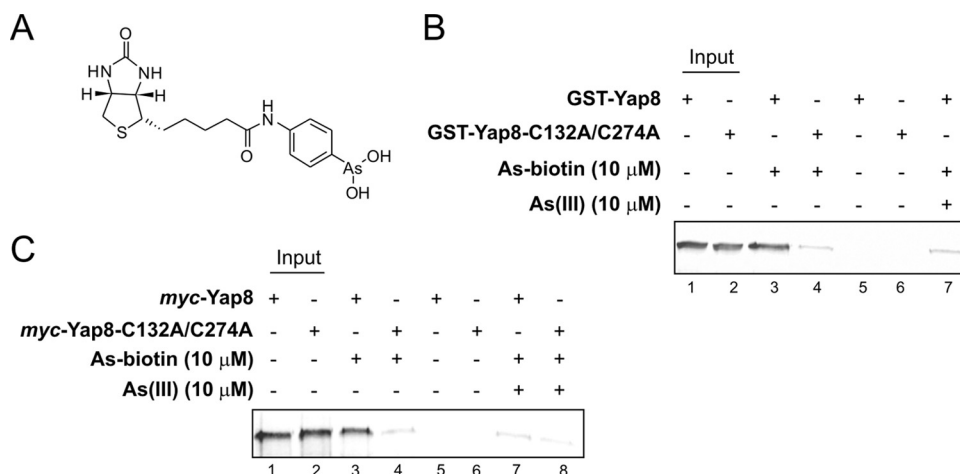 A
O
HN
NH
H
H
S
H
N
O
OH
As
OH
B
Input
GST-Yap8 + - + - + - +
GST-Yap8-C132A/C274A - + - + - + -
As-biotin (10 μM) - - + + - - +
As(III) (10 μM) - - - - - - +
1 2 3 4 5 6 7
C
Input
myc-Yap8 + - + - + - + -
myc-Yap8-C132A/C274A - + - + - + - +
As-biotin (10 μM) - - + + - - + +
As(III) (10 μM) - - - - - - + +
1 2 3 4 5 6 7 8